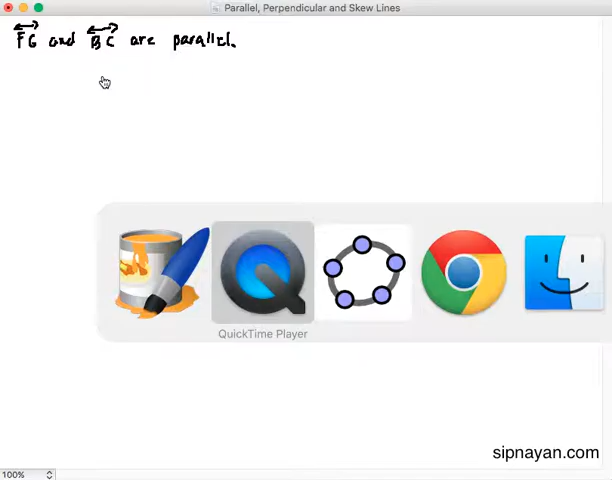 Parallel, Perpendicular and Skew Lines
FG and BC are parallel.
QuickTime Player
sipnayan.com
100%